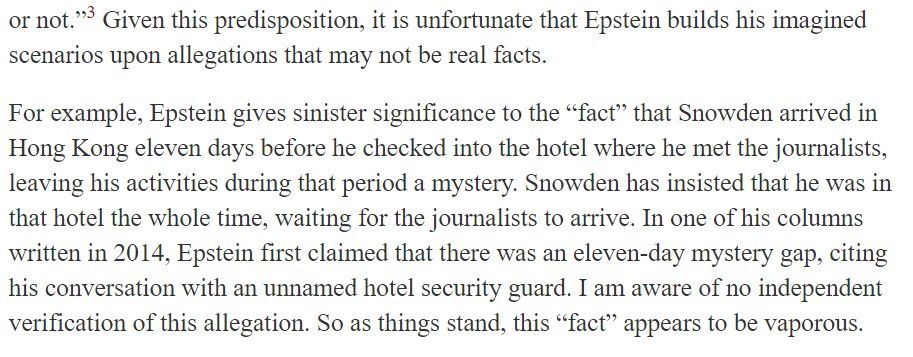 or not.”3 Given this predisposition, it is unfortunate that Epstein builds his imagined
scenarios upon allegations that may not be real facts.
For example, Epstein gives sinister significance to the “fact” that Snowden arrived in
Hong Kong eleven days before he checked into the hotel where he met the journalists,
leaving his activities during that period a mystery. Snowden has insisted that he was in
that hotel the whole time, waiting for the journalists to arrive. In one of his columns
written in 2014, Epstein first claimed that there was an eleven-day mystery gap, citing
his conversation with an unnamed hotel security guard. I am aware of no independent
verification of this allegation. So as things stand, this “fact” appears to be vaporous.